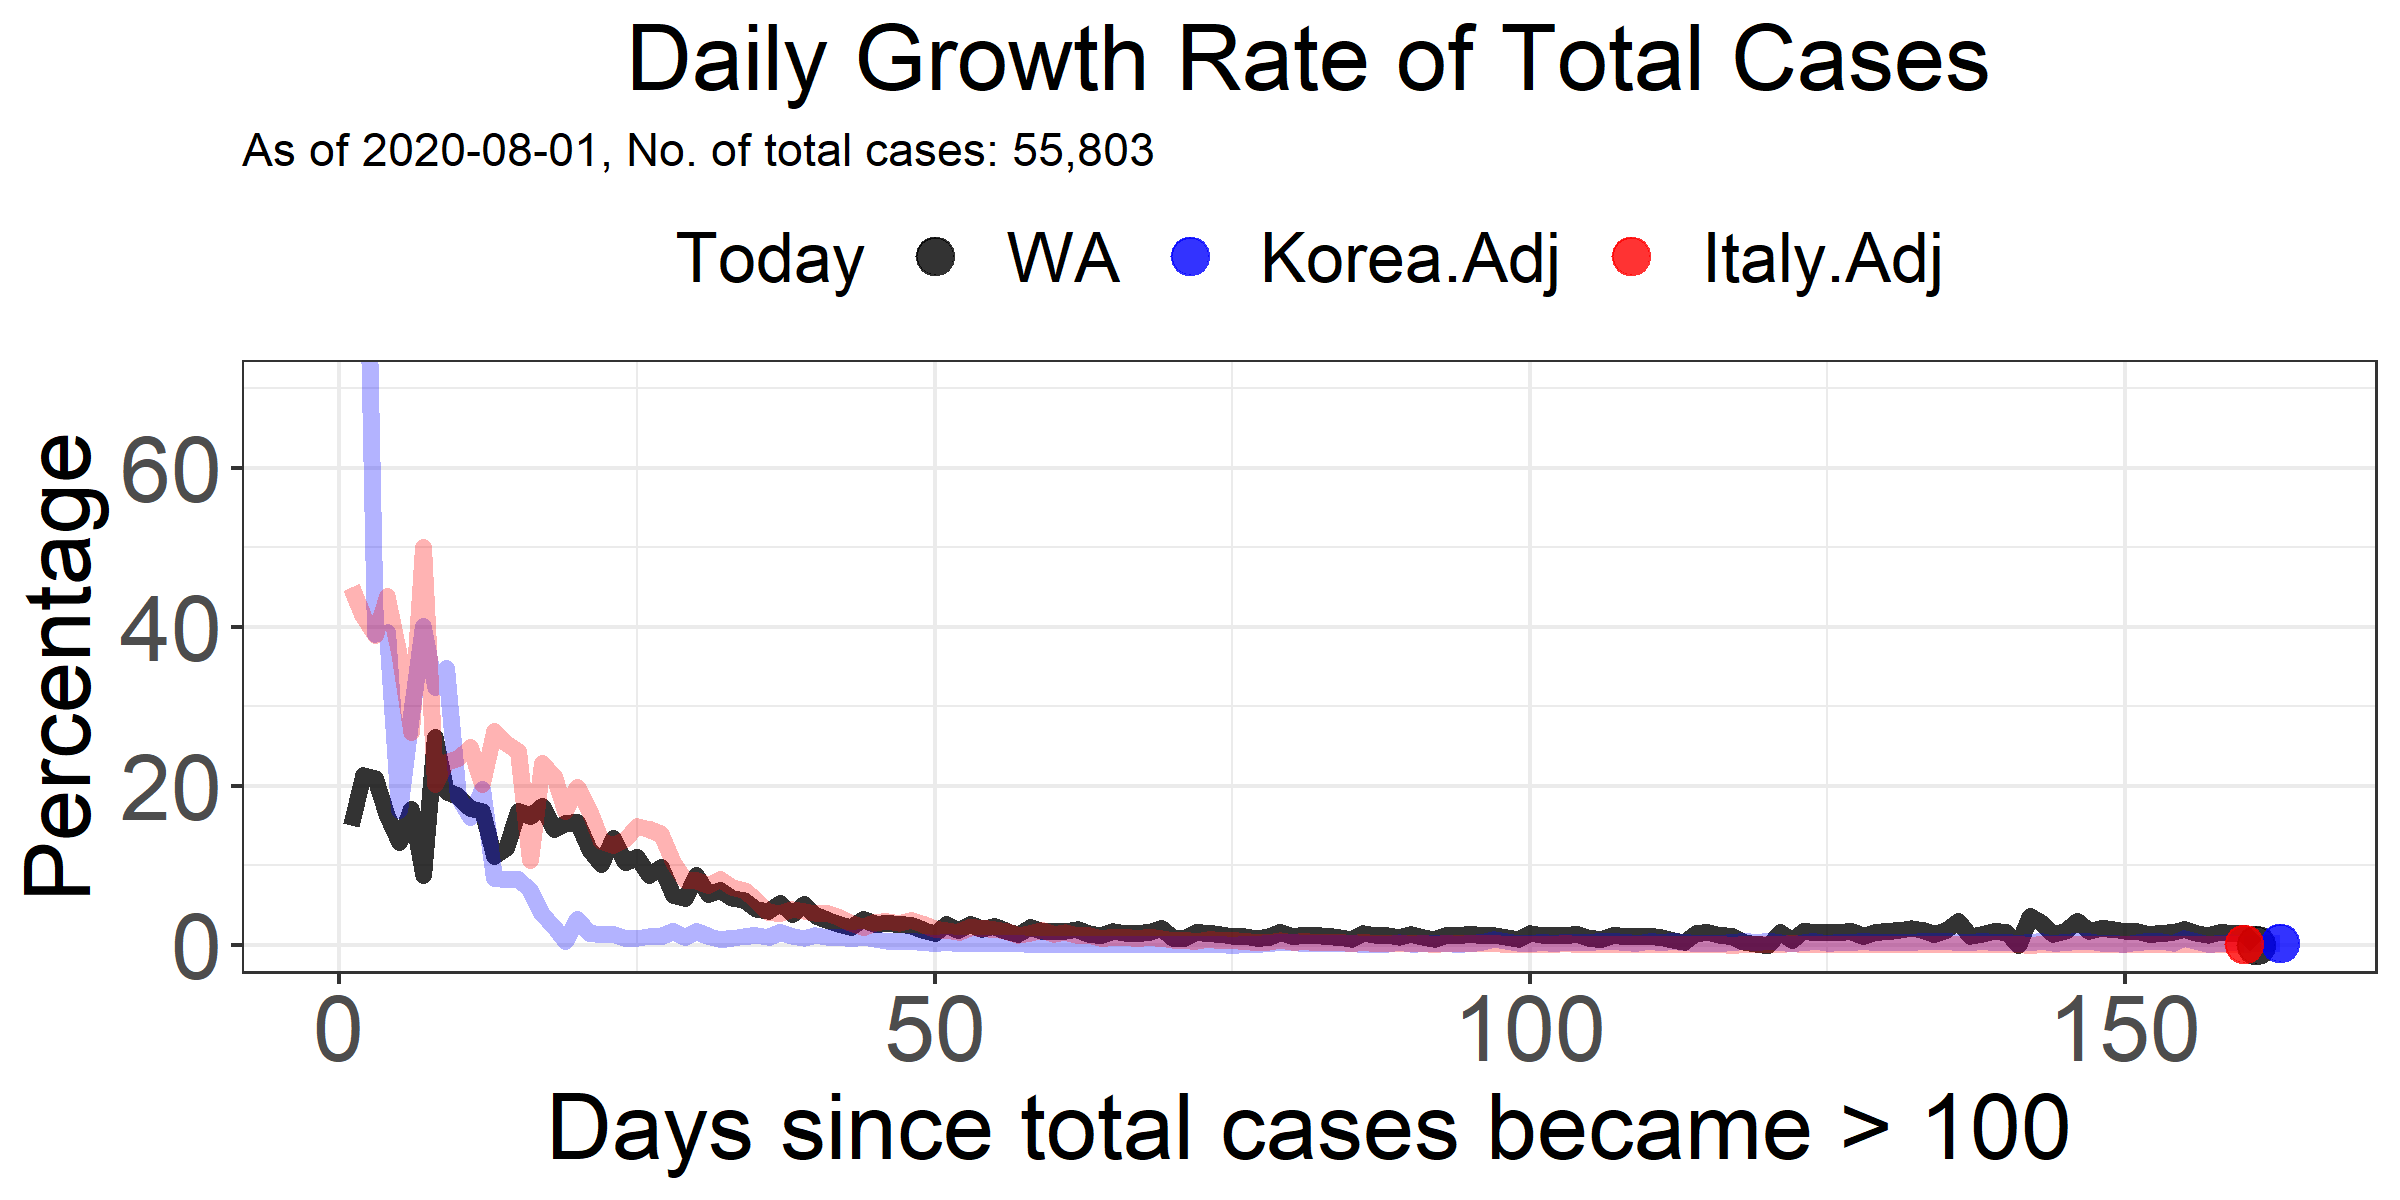 Daily Growth Rate of Total Cases
As of 2020-08-01, No. of total cases: 55,803
Today WA Korea.Adj Italy.Adj
Percentage
60
40
20
0
0 50 100 150
Days since total cases became > 100